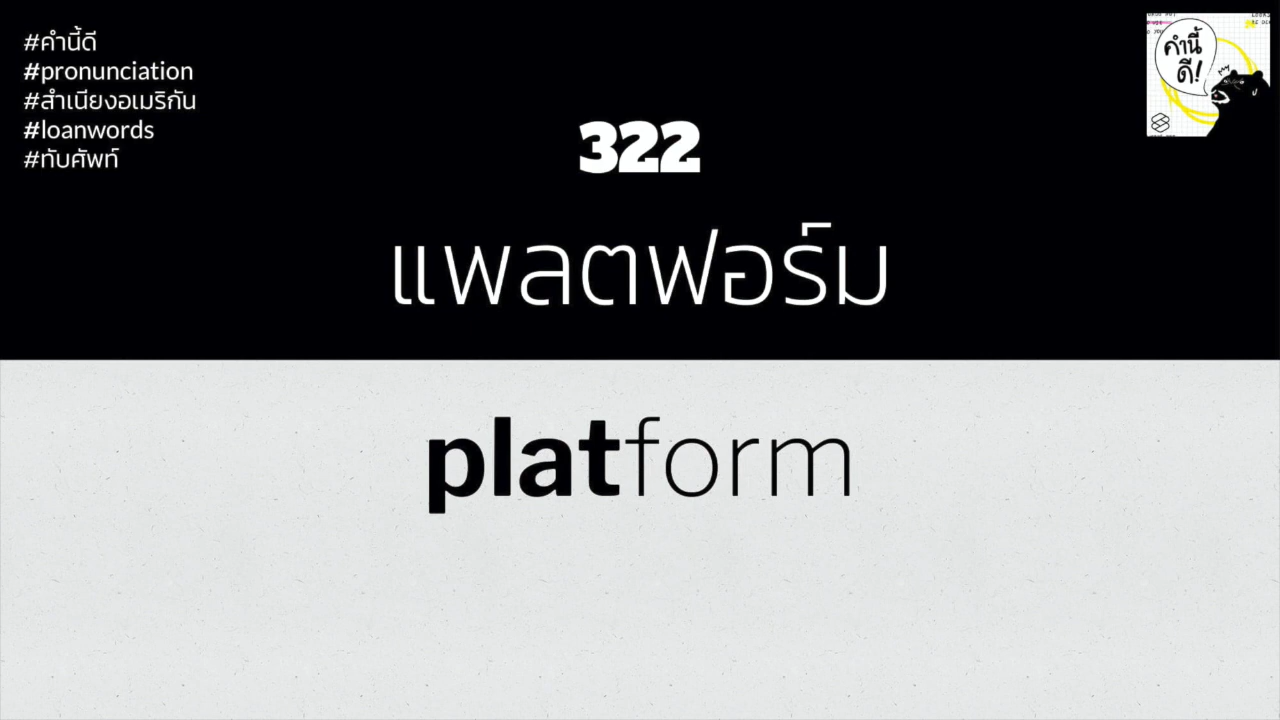 #คำนี้ดี
#pronunciation
#สำเนียงอเมริกัน
#loanwords
#ทับศัพท์
คำนี้
ดี!
322
แพลตฟอร์ม
platform